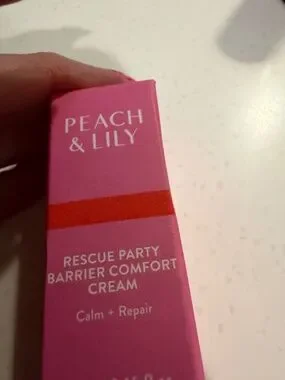 PEACH
& LILY
RESCUE PARTY
BARRIER COMFORT
CREAM
Calm + Repair